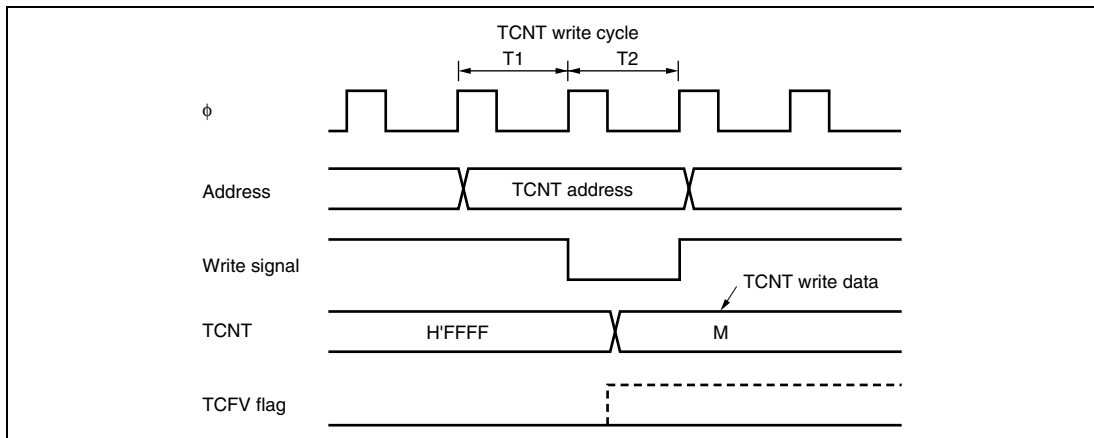 TCNT write cycle
T1 T2
ϕ
Address TCNT address
Write signal
TCNT write data
TCNT H'FFFF M
TCFV flag